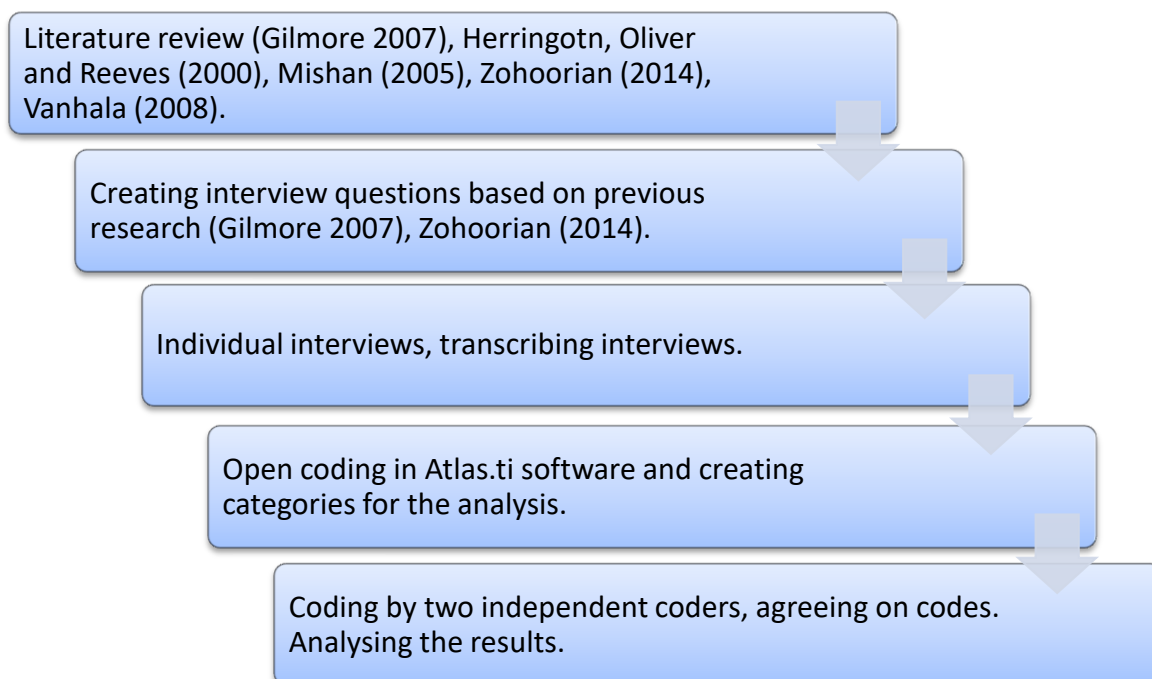 Literature review (Gilmore 2007), Herringotn, Oliver
and Reeves (2000), Mishan (2005), Zohoorian (2014),
Vanhala (2008).
Creating interview questions based on previous
research (Gilmore 2007), Zohoorian (2014).
Individual interviews, transcribing interviews.
Open coding in Atlas.ti software and creating
categories for the analysis.
Coding by two independent coders, agreeing on codes.
Analysing the results.